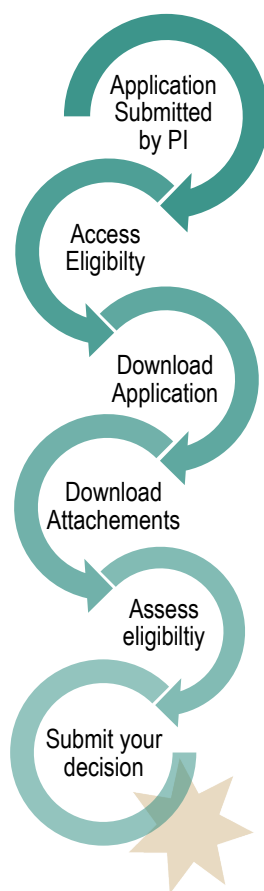 Application
Submitted
by PI
Access
Eligibilty
Download
Application
Download
Attachements
Assess
eligibiltiy
Submit your
decision